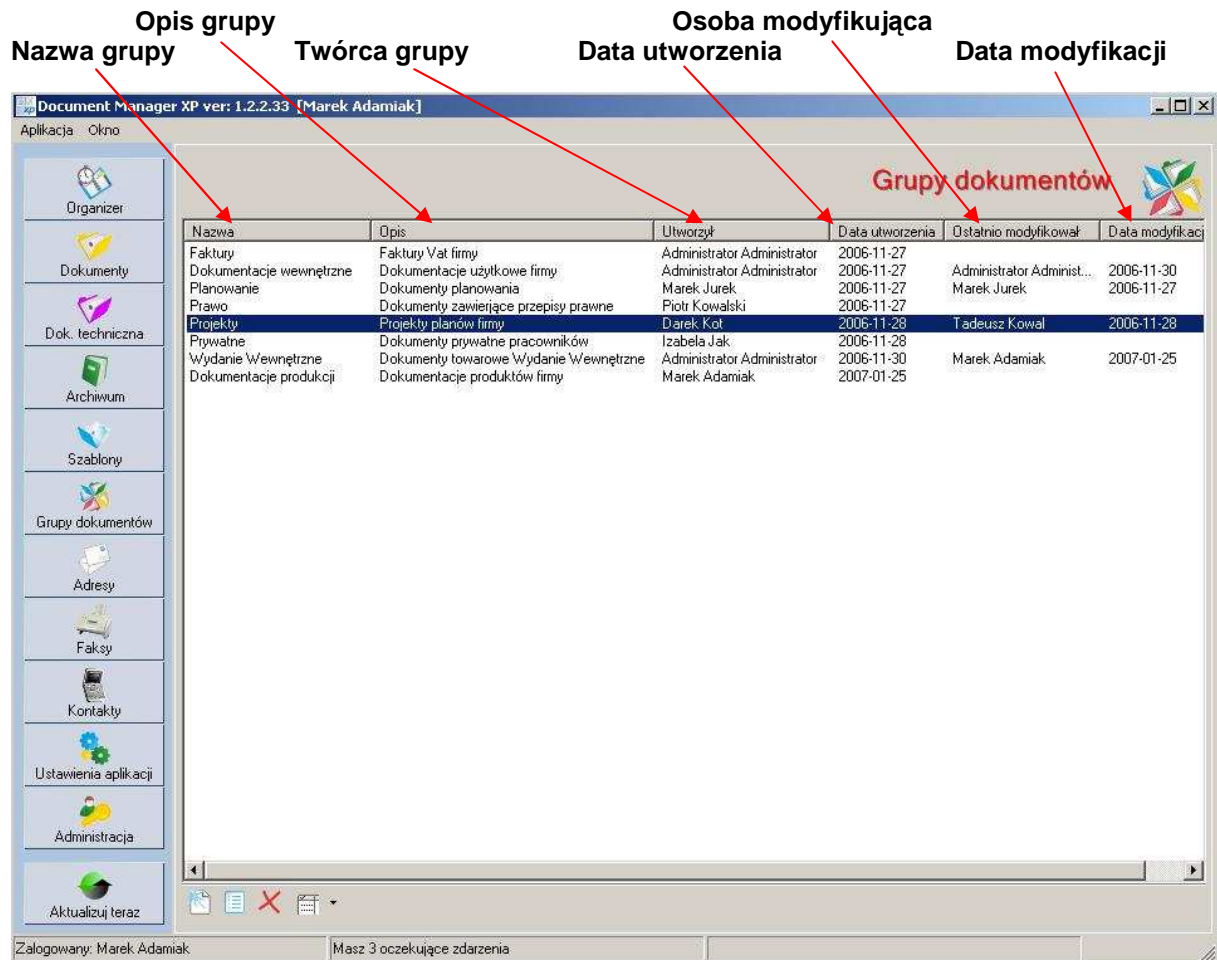 Opis grupy Osoba modyfikująca
Nazwa grupy Twórca grupy Data utworzenia Data modyfikacji
Document Manager XP ver: 1.2.2.33 [Marek Adamiak]
Aplikacja Okno
Grupy dokumentów
Organizer
Dokumenty
Dok. techniczna
Archiwum
Szablony
Grupy dokumentów
Adresy
Faksy
Kontakty
Ustawienia aplikacji
Administracja
Aktualizuj teraz
Nazwa Opis Utworzył Data utworzenia Ostatnio modyfikował Data modyfikacj
Faktury Faktury Vat firmy Administrator Administrator 2006-11-27
Dokumentacje wewnętrzne Dokumentacje użytkowe firmy Administrator Administrator 2006-11-27 Administrator Administ... 2006-11-30
Planowanie Dokumenty planowania Marek Jurek 2006-11-27 Marek Jurek 2006-11-27
Prawo Dokumenty zawierjące przepisy prawne Piotr Kowalski 2006-11-27
Projekty Projekty planów firmy Darek Kot 2006-11-28 Tadeusz Kowal 2006-11-28
Prywatne Dokumenty prywatne pracowników Izabela Jak 2006-11-28
Wydanie Wewnętrzne Dokumenty towarowe Wydanie Wewnętrzne Administrator Administrator 2006-11-30 Marek Adamiak 2007-01-25
Dokumentacje produkcji Dokumentacje produktów firmy Marek Adamiak 2007-01-25
Zalogowany: Marek Adamiak Masz 3 oczekujące zdarzenia